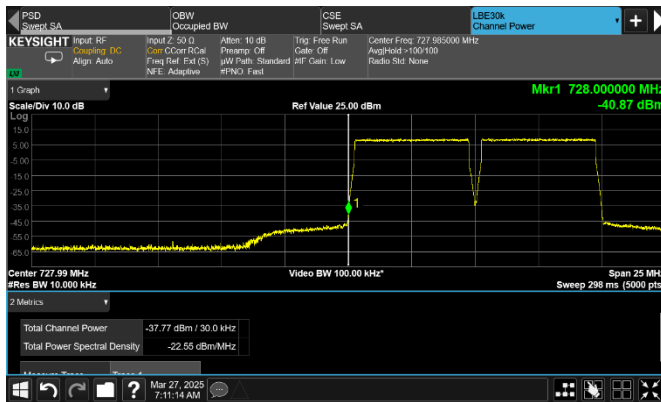 PSD
Swept SA
OBW
Occupied BW
CSE
Swept SA
LBE30k
Channel Power
KEYSIGHT
Input: RF
Coupling: DC
Align: Auto
Input Z: 50 Ω
Corr CCorr RCal
Freq Ref: Ext (S)
NFE: Adaptive
Atten: 10 dB
Preamp: Off
µW Path: Standard
#PNO: Fast
Trig: Free Run
Gate: Off
#IF Gain: Low
Center Freq: 727.985000 MHz
Avg|Hold:>100/100
Radio Std: None
1 Graph
Mkr1 728.000000 MHz
-40.87 dBm
Scale/Div 10.0 dB
Ref Value 25.00 dBm
Log
15.0
5.00
-5.00
-15.0
-25.0
-35.0
-45.0
-55.0
-65.0
1
Center 727.99 MHz
Video BW 100.00 kHz*
Span 25 MHz
#Res BW 10.000 kHz
Sweep 298 ms (5000 pts)
2 Metrics
Total Channel Power
-37.77 dBm / 30.0 kHz
Total Power Spectral Density
-22.55 dBm/MHz
Mar 27, 2025
7:11:14 AM